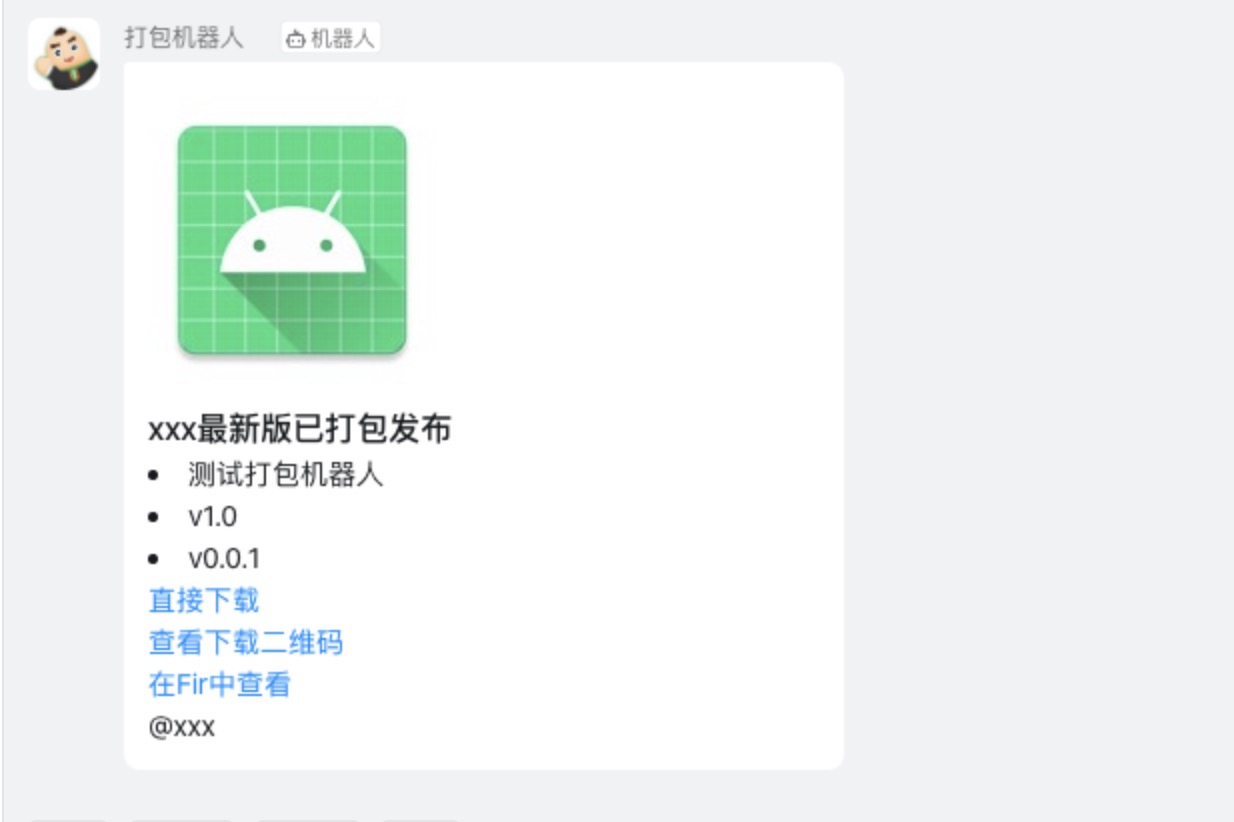 打包机器人 机器人
xxx最新版已打包发布
• 测试打包机器人
• v1.0
• v0.0.1
直接下载
查看下载二维码
在Fir中查看
@xxx